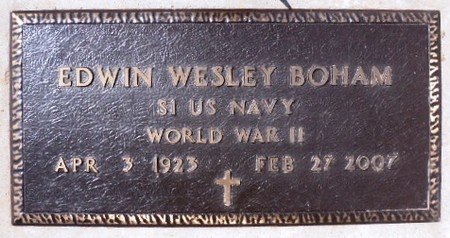 EDWIN WESLEY BOHAM
S1 US NAVY
WORLD WAR II
APR 3 1923 FEB 27 2007